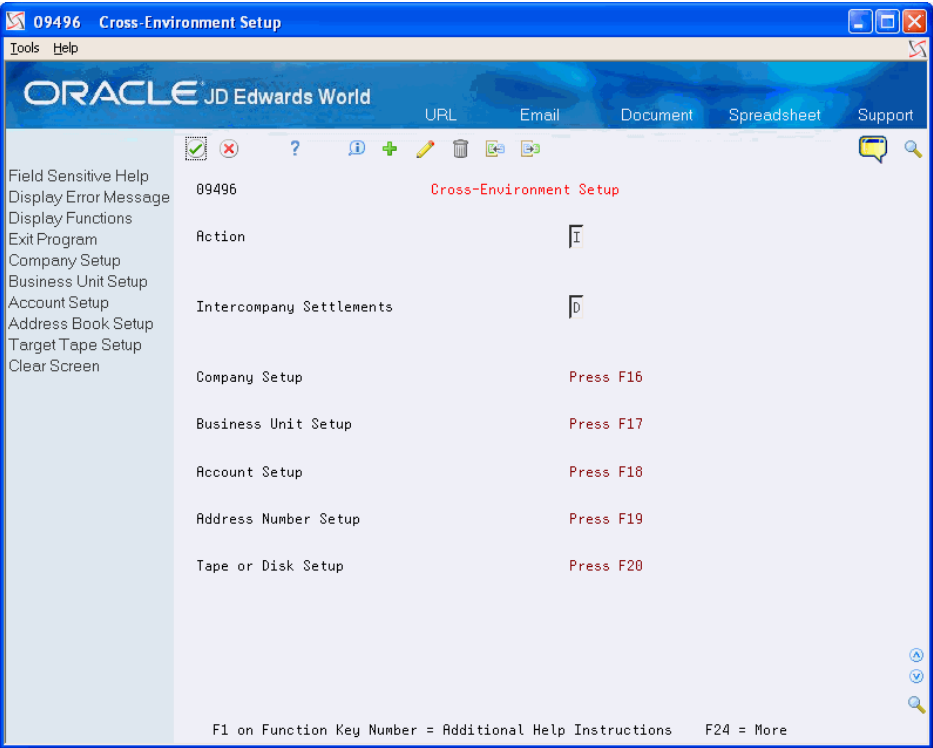 09496 Cross-Environment Setup
Tools Help
ORACLE JD Edwards World
URL Email Document Spreadsheet Support
Field Sensitive Help
Display Error Message
Display Functions
Exit Program
Company Setup
Business Unit Setup
Account Setup
Address Book Setup
Target Tape Setup
Clear Screen
09496 Cross-Environment Setup
Action I
Intercompany Settlements D
Company Setup Press F16
Business Unit Setup Press F17
Account Setup Press F18
Address Number Setup Press F19
Tape or Disk Setup Press F20
F1 on Function Key Number = Additional Help Instructions F24 = More